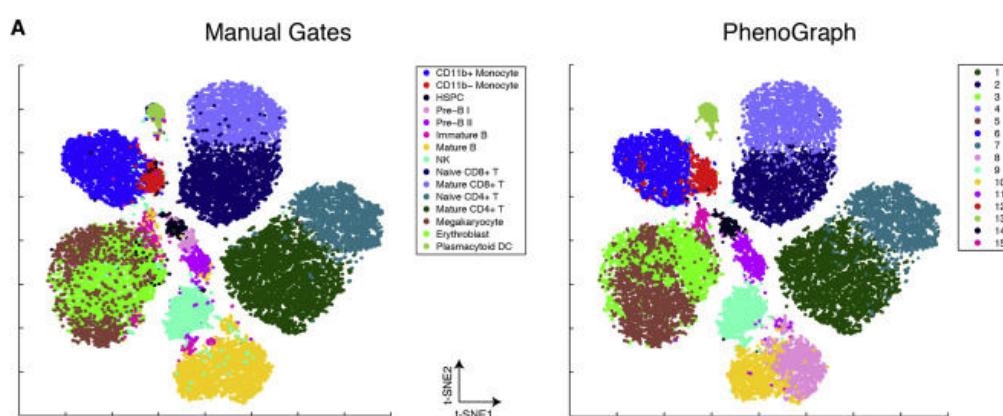 A
Manual Gates
PhenoGraph
CD11b+ Monocyte
CD11b− Monocyte
HSPC
Pre−B I
Pre−B II
Immature B
Mature B
NK
Naive CD8+ T
Mature CD8+ T
Naive CD4+ T
Mature CD4+ T
Megakaryocyte
Erythroblast
Plasmacytoid DC
1
2
3
4
5
6
7
8
9
10
11
12
13
14
15
t-SNE2
t-SNE1